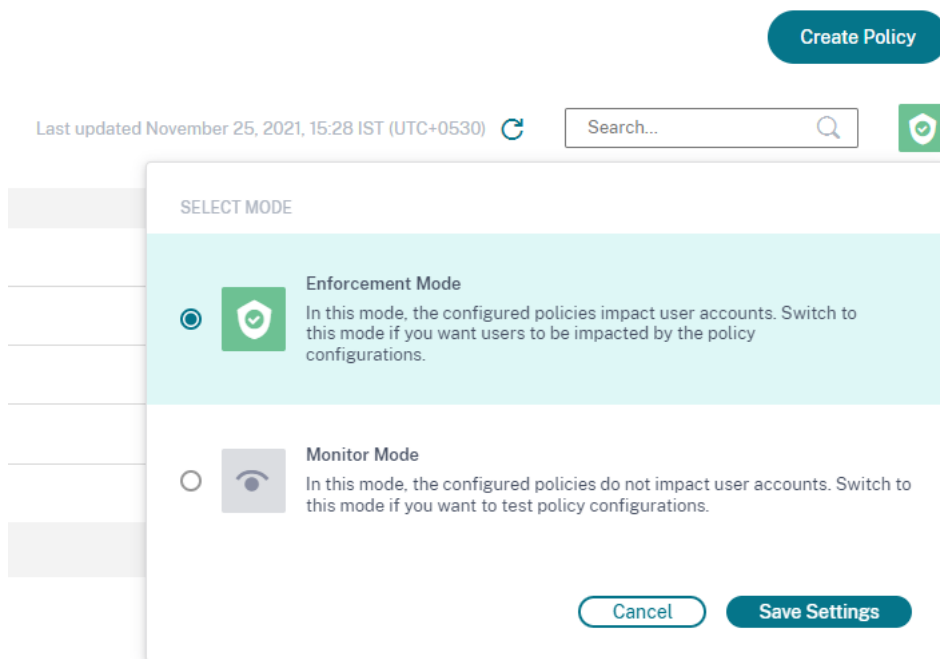 Create Policy
Last updated November 25, 2021, 15:28 IST (UTC+0530)
Search...
SELECT MODE
Enforcement Mode
In this mode, the configured policies impact user accounts. Switch to
this mode if you want users to be impacted by the policy
configurations.
Monitor Mode
In this mode, the configured policies do not impact user accounts. Switch to
this mode if you want to test policy configurations.
Cancel
Save Settings